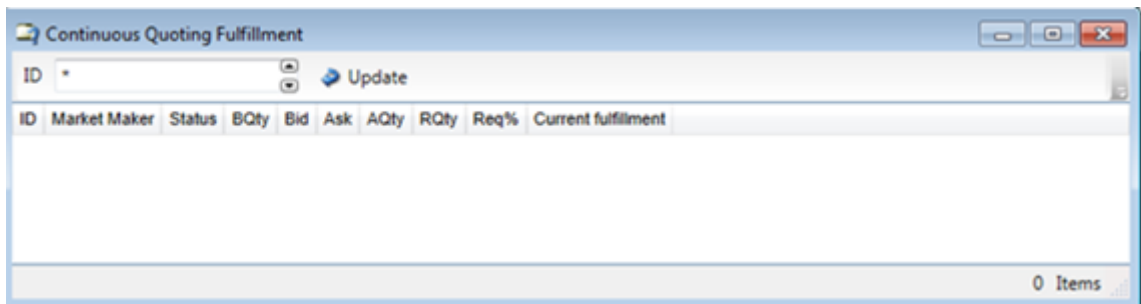 Continuous Quoting Fulfillment
ID * Update
ID Market Maker Status BQty Bid Ask AQty RQty Req% Current fulfillment
0 Items